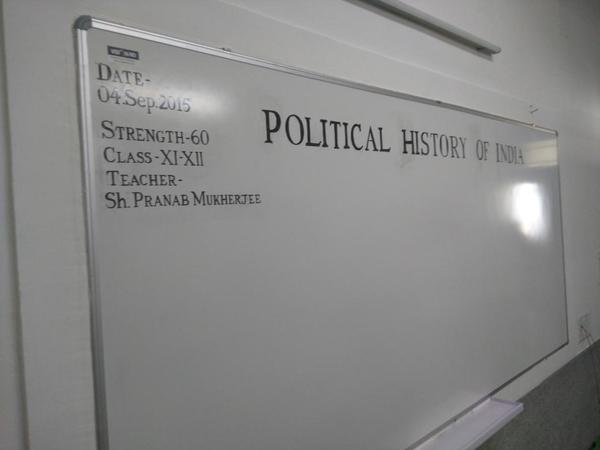 DATE-
04.Sep.2015
STRENGTH-60
CLASS-XI-XII
TEACHER-
Sh. PRANAB MUKHERJEE
POLITICAL HISTORY OF INDIA